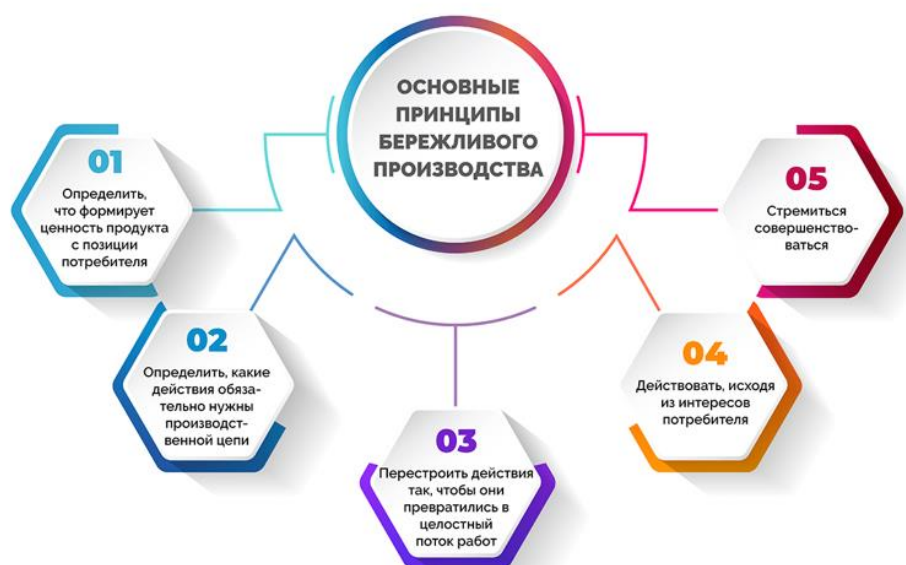 ОСНОВНЫЕ
ПРИНЦИПЫ
БЕРЕЖЛИВОГО
ПРОИЗВОДСТВА
01
Определить,
что формирует
ценность продукта
с позиции
потребителя
02
Определить, какие
действия обяза-
тельно нужны
производст-
венной цепи
03
Перестроить действия
так, чтобы они
превратились в
целостный
поток работ
04
Действовать, исходя
из интересов
потребителя
05
Стремиться
совершенство-
ваться